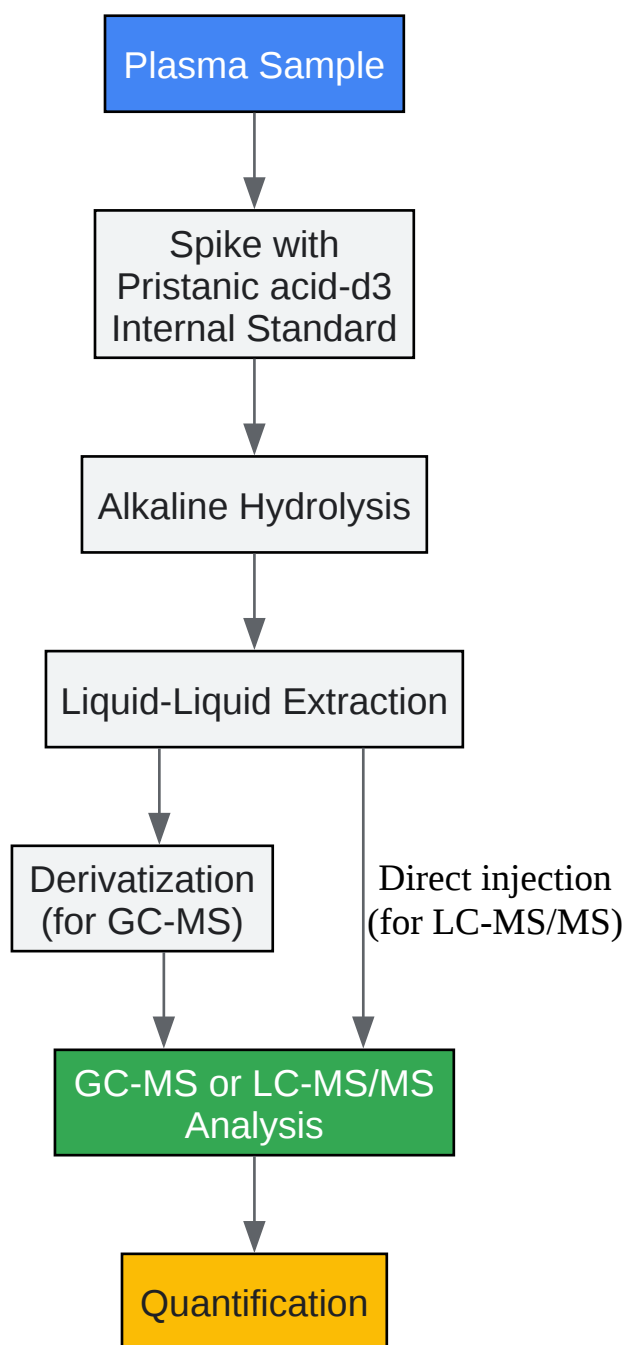 Plasma Sample
Spike with
Pristanic acid-d3
Internal Standard
Alkaline Hydrolysis
Liquid-Liquid Extraction
Derivatization
(for GC-MS)
Direct injection
(for LC-MS/MS)
GC-MS or LC-MS/MS
Analysis
Quantification